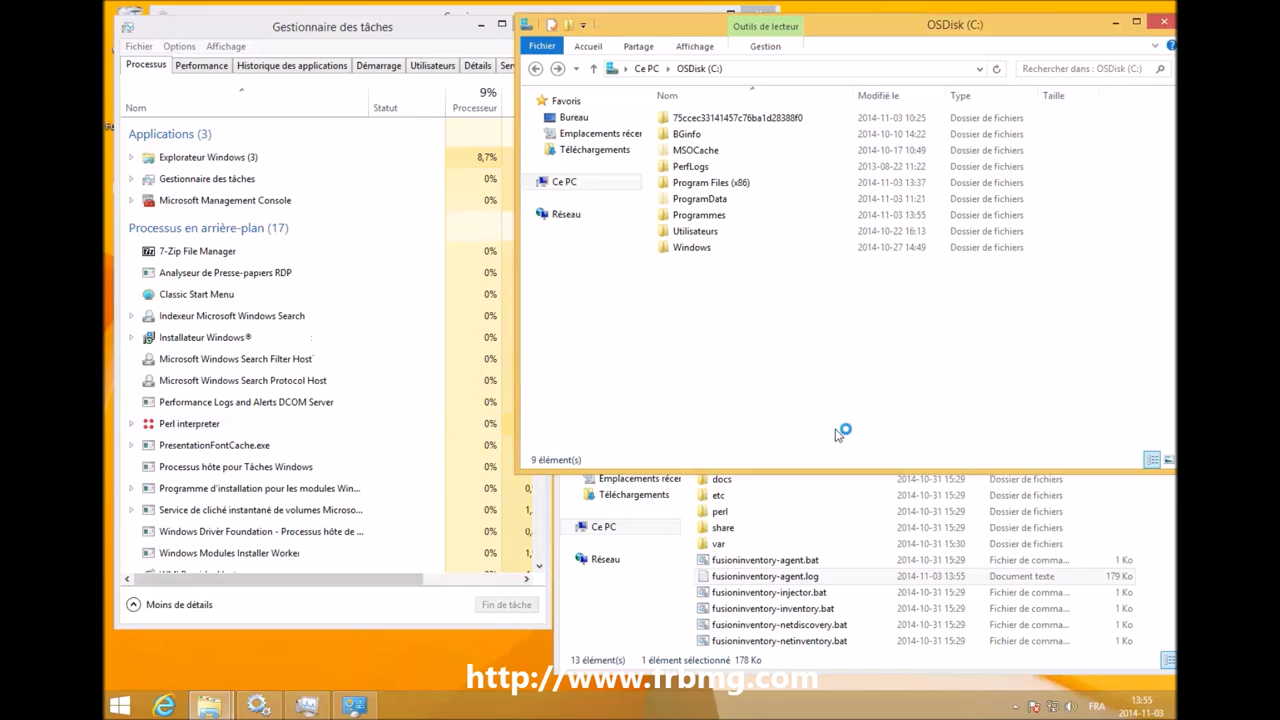 Gestionnaire des tâches
Fichier Options Affichage
Processus Performance Historique des applications Démarrage Utilisateurs Détails
9%
Nom Statut Processeur
Applications (3)
Explorateur Windows (3) 8,7%
Gestionnaire des tâches 0%
Microsoft Management Console 0%
Processus en arrière-plan (17)
7-Zip File Manager 0%
Analyseur de Presse-papiers RDP 0%
Classic Start Menu 0%
Indexeur Microsoft Windows Search 0%
Installateur Windows® 0%
Microsoft Windows Search Filter Host 0%
Microsoft Windows Search Protocol Host 0%
Performance Logs and Alerts DCOM Server 0%
Perl interpreter 0%
PresentationFontCache.exe 0%
Processus hôte pour Tâches Windows 0%
Programme d'installation pour les modules Win... 0%
Service de cliché instantané de volumes Microso... 0%
Windows Driver Foundation - Processus hôte de ... 0%
Windows Modules Installer Worker 0%
Moins de détails Fin de tâche
Outils de lecteur OSDisk (C:)
Fichier Accueil Partage Affichage Gestion
Ce PC OSDisk (C:) Rechercher dans : OSDisk (C:)
Favoris
Bureau
Emplacements récer
Téléchargements
Ce PC
Réseau
Nom Modifié le Type Taille
75ccec33141457c76ba1d28388f0 2014-11-03 10:25 Dossier de fichiers
BGinfo 2014-10-10 14:22 Dossier de fichiers
MSOCache 2014-10-17 10:49 Dossier de fichiers
PerfLogs 2013-08-22 11:22 Dossier de fichiers
Program Files (x86) 2014-11-03 13:37 Dossier de fichiers
ProgramData 2014-11-03 11:21 Dossier de fichiers
Programmes 2014-11-03 13:55 Dossier de fichiers
Utilisateurs 2014-10-22 16:13 Dossier de fichiers
Windows 2014-10-27 14:49 Dossier de fichiers
9 élément(s)
Emplacements récer
Téléchargements
Ce PC
Réseau
docs 2014-10-31 15:29 Dossier de fichiers
etc 2014-10-31 15:29 Dossier de fichiers
perl 2014-10-31 15:29 Dossier de fichiers
share 2014-10-31 15:29 Dossier de fichiers
var 2014-10-31 15:30 Dossier de fichiers
fusioninventory-agent.bat 2014-10-31 15:29 Fichier de comma... 1 Ko
fusioninventory-agent.log 2014-11-03 13:55 Document texte 179 Ko
fusioninventory-injector.bat 2014-10-31 15:29 Fichier de comma... 1 Ko
fusioninventory-inventory.bat 2014-10-31 15:29 Fichier de comma... 1 Ko
fusioninventory-netdiscovery.bat 2014-10-31 15:29 Fichier de comma... 1 Ko
fusioninventory-netinventory.bat 2014-10-31 15:29 Fichier de comma... 1 Ko
13 élément(s) 1 élément sélectionné 178 Ko
http://www.frbmg.com
FRA
13:55
2014-11-03